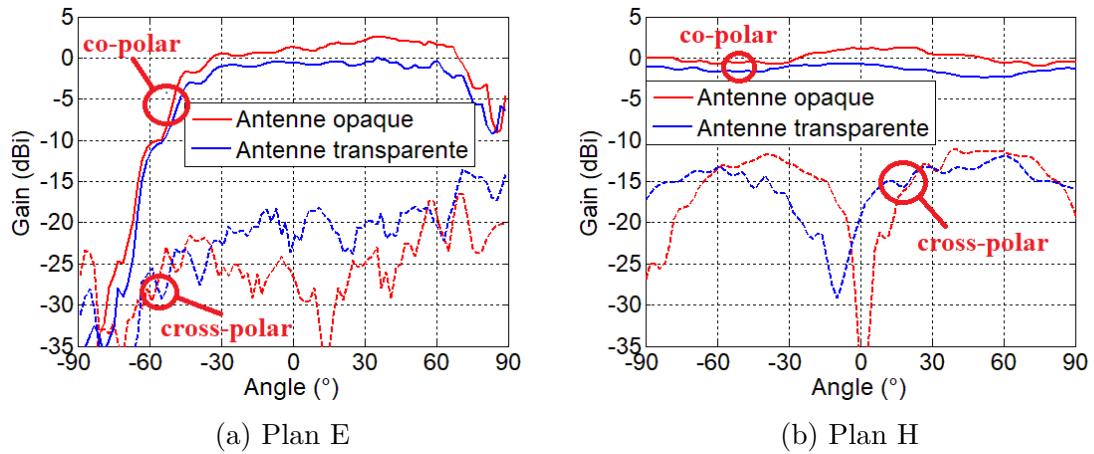 10
5
0
-5
-10
-15
-20
-25
-30
-35
Gain (dBi)
co-polar
Antenne opaque
Antenne transparente
cross-polar
-90 -60 -30 0 30 60 90
Angle (°)
(a) Plan E
10
5
0
-5
-10
-15
-20
-25
-30
-35
Gain (dBi)
co-polar
Antenne opaque
Antenne transparente
cross-polar
-90 -60 -30 0 30 60 90
Angle (°)
(b) Plan H